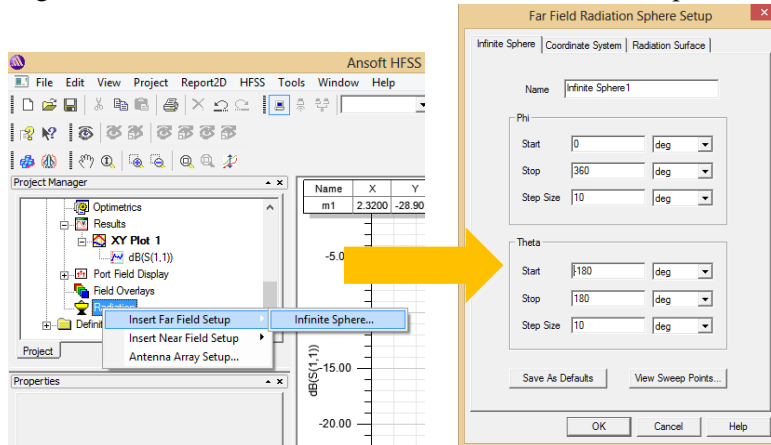 Far Field Radiation Sphere Setup
x
Infinite Sphere
Coordinate System
Radiation Surface
Name
Infinite Sphere1
Phi
Start
0
deg
Stop
360
deg
Step Size
10
deg
Theta
Start
-180
deg
Stop
180
deg
Step Size
10
deg
Save As Defaults
View Sweep Points...
OK
Cancel
Help
Ansoft HFSS
File Edit View Project Report2D HFSS Tools Window Help
Project Manager
Optimetrics
Results
XY Plot 1
dB(S(1,1))
Port Field Display
Field Overlays
Radiation
Definit
Insert Far Field Setup
Infinite Sphere...
Insert Near Field Setup
Antenna Array Setup...
Project
Properties
Name X Y
m1 2.3200 -28.90
-5.0
dB(S(1,1))
-15.00
-20.00